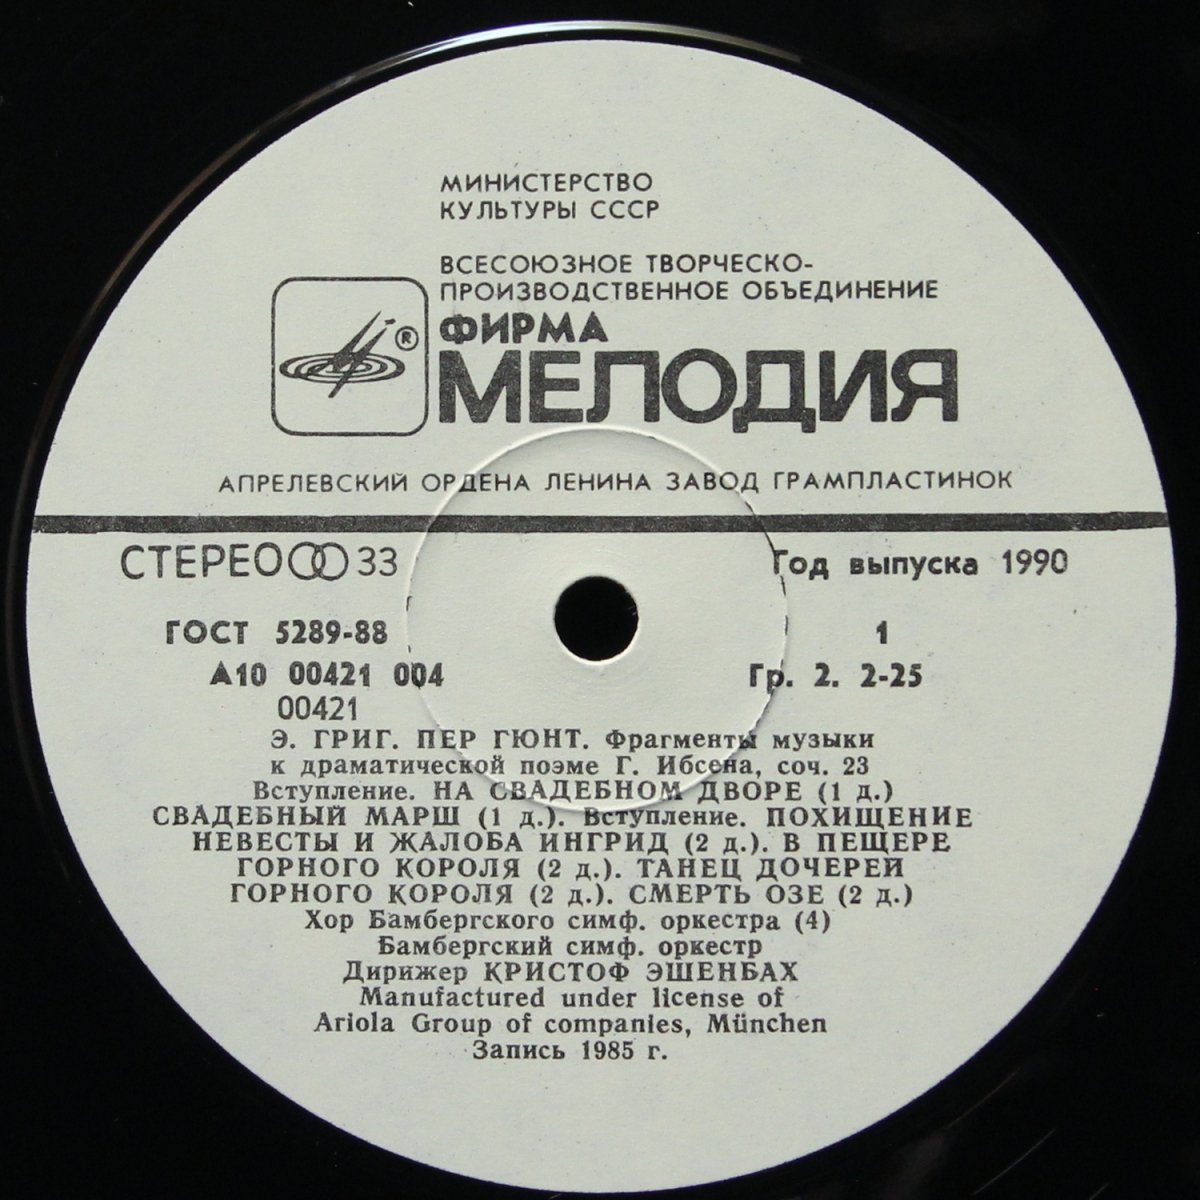 МИНИСТЕРСТВО
КУЛЬТУРЫ СССР
ВСЕСОЮЗНОЕ ТВОРЧЕСКО-
ПРОИЗВОДСТВЕННОЕ ОБЪЕДИНЕНИЕ
ФИРМА
®
МЕЛОДИЯ
АПРЕЛЕВСКИЙ ОРДЕНА ЛЕНИНА ЗАВОД ГРАМПЛАСТИНОК
СТЕРЕО 33
Год выпуска 1990
ГОСТ 5289-88
1
А10 00421 004
Гр. 2. 2-25
00421
Э. ГРИГ. ПЕР ГЮНТ. Фрагменты музыки
к драматической поэме Г. Ибсена, соч. 23
Вступление. НА СВАДЕБНОМ ДВОРЕ (1 д.)
СВАДЕБНЫЙ МАРШ (1 д.). Вступление. ПОХИЩЕНИЕ
НЕВЕСТЫ И ЖАЛОБА ИНГРИД (2 д.). В ПЕЩЕРЕ
ГОРНОГО КОРОЛЯ (2 д.). ТАНЕЦ ДОЧЕРЕЙ
ГОРНОГО КОРОЛЯ (2 д.). СМЕРТЬ ОЗЕ (2 д.)
Хор Бамбергского симф. оркестра (4)
Бамбергский симф. оркестр
Дирижер КРИСТОФ ЭШЕНБАХ
Manufactured under license of
Ariola Group of companies, München
Запись 1985 г.